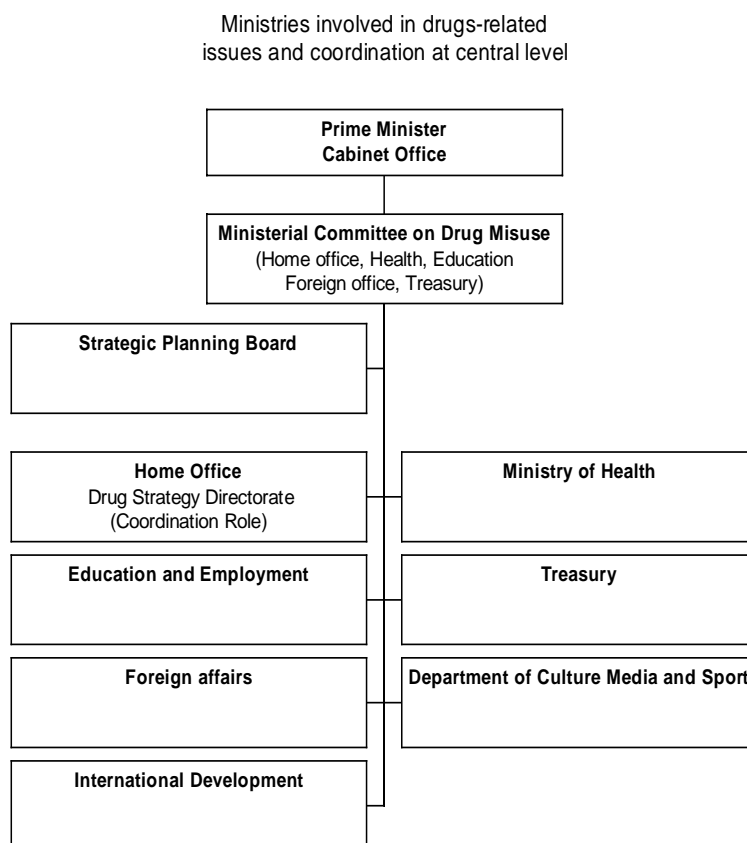 Ministries involved in drugs-related
issues and coordination at central level
Prime Minister
Cabinet Office
Ministerial Committee on Drug Misuse
(Home office, Health, Education
Foreign office, Treasury)
Strategic Planning Board
Home Office
Drug Strategy Directorate
(Coordination Role)
Ministry of Health
Education and Employment
Treasury
Foreign affairs
Department of Culture Media and Sport
International Development